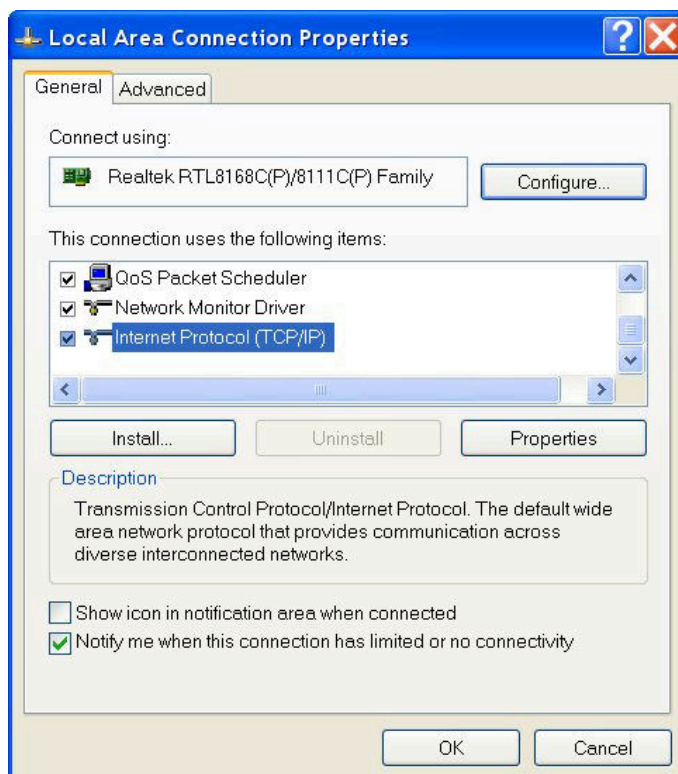 Local Area Connection Properties
General
Advanced
Connect using:
Realtek RTL8168C(P)/8111C(P) Family
Configure...
This connection uses the following items:
QoS Packet Scheduler
Network Monitor Driver
Internet Protocol (TCP/IP)
Install...
Uninstall
Properties
Description
Transmission Control Protocol/Internet Protocol. The default wide
area network protocol that provides communication across
diverse interconnected networks.
Show icon in notification area when connected
Notify me when this connection has limited or no connectivity
OK
Cancel